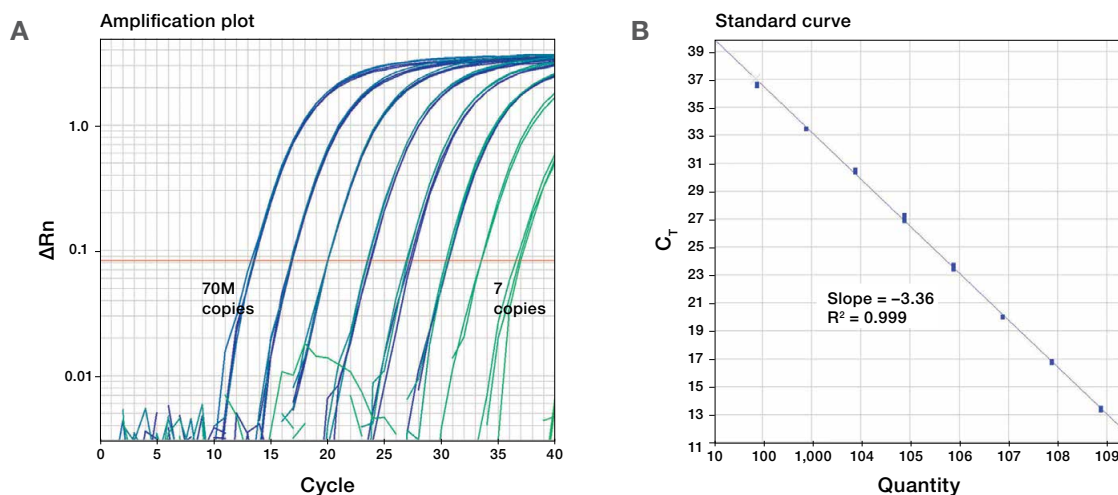 A
Amplification plot
1.0
0.1
0.01
ΔRn
70M
copies
7
copies
0 5 10 15 20 25 30 35 40
Cycle
B
Standard curve
39
37
35
33
31
29
27
25
23
21
19
17
15
13
11
C_T
Slope = −3.36
R² = 0.999
10 100 1,000 104 105 106 107 108 109
Quantity